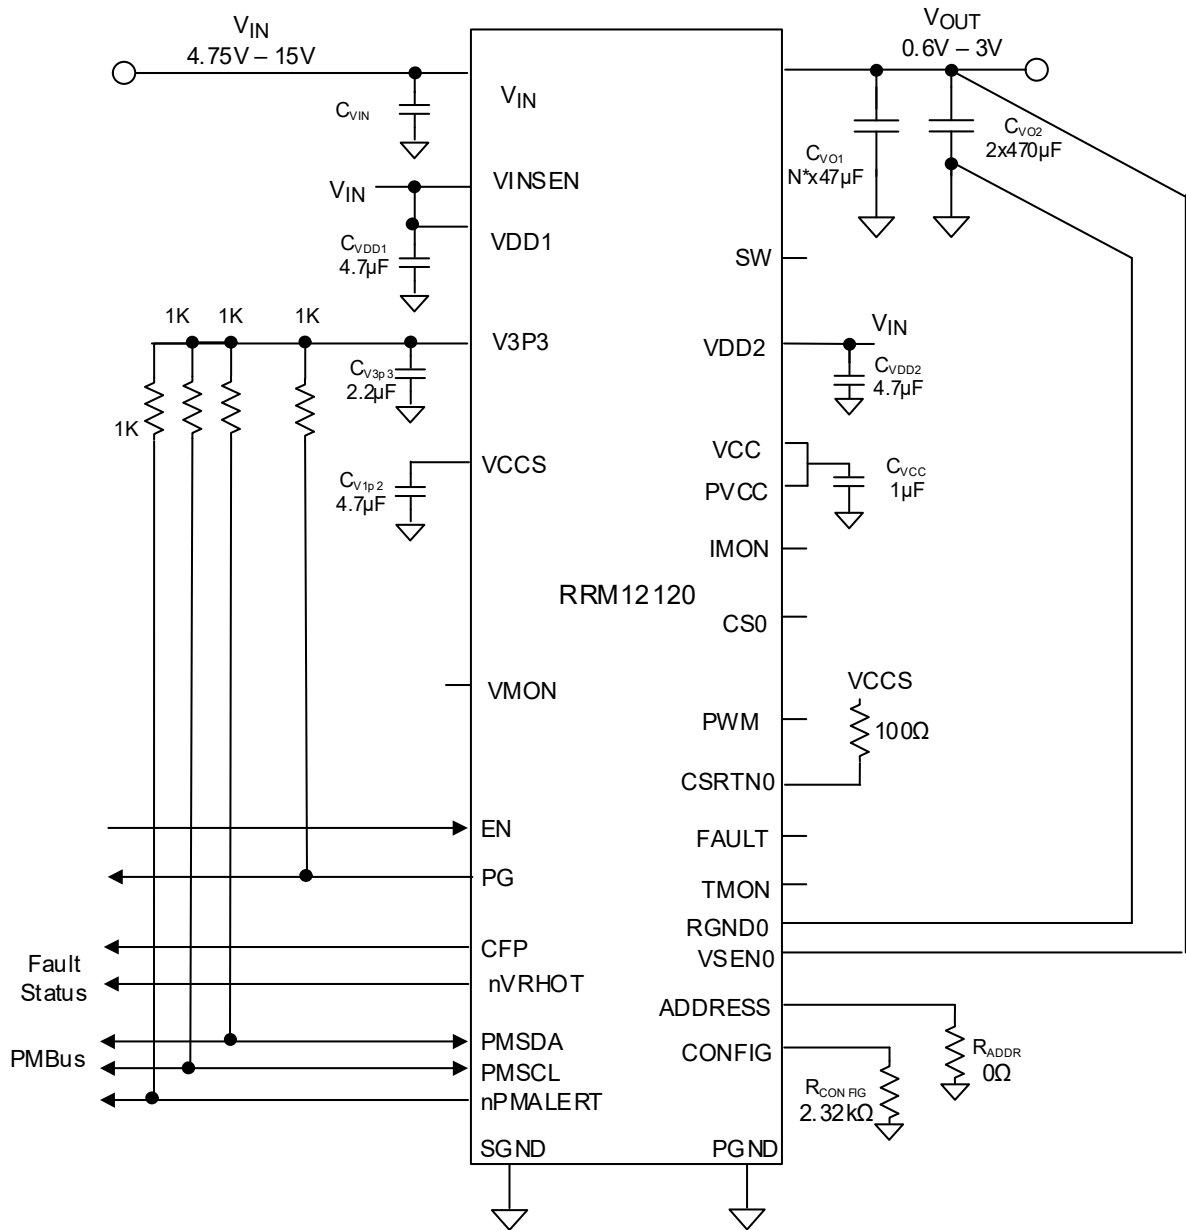 VIN
4.75V – 15V
CVIN
VIN
VINSEN
VIN
VDD1
CVDD1
4.7µF
1K
1K
1K
1K
V3P3
CV3p3
2.2µF
VCCS
CV1p2
4.7µF
VMON
EN
PG
CFP
nVRHOT
Fault
Status
PMSDA
PMBus
PMSCL
nPMALERT
SGND
RRM12120
VOUT
0.6V – 3V
CVO1
N*x47µF
CVO2
2x470µF
SW
VIN
VDD2
CVDD2
4.7µF
VCC
PVCC
CVCC
1µF
IMON
CS0
VCCS
PWM
100Ω
CSRTN0
FAULT
TMON
RGND0
VSEN0
ADDRESS
CONFIG
RADDR
0Ω
RCONFIG
2.32kΩ
PGND